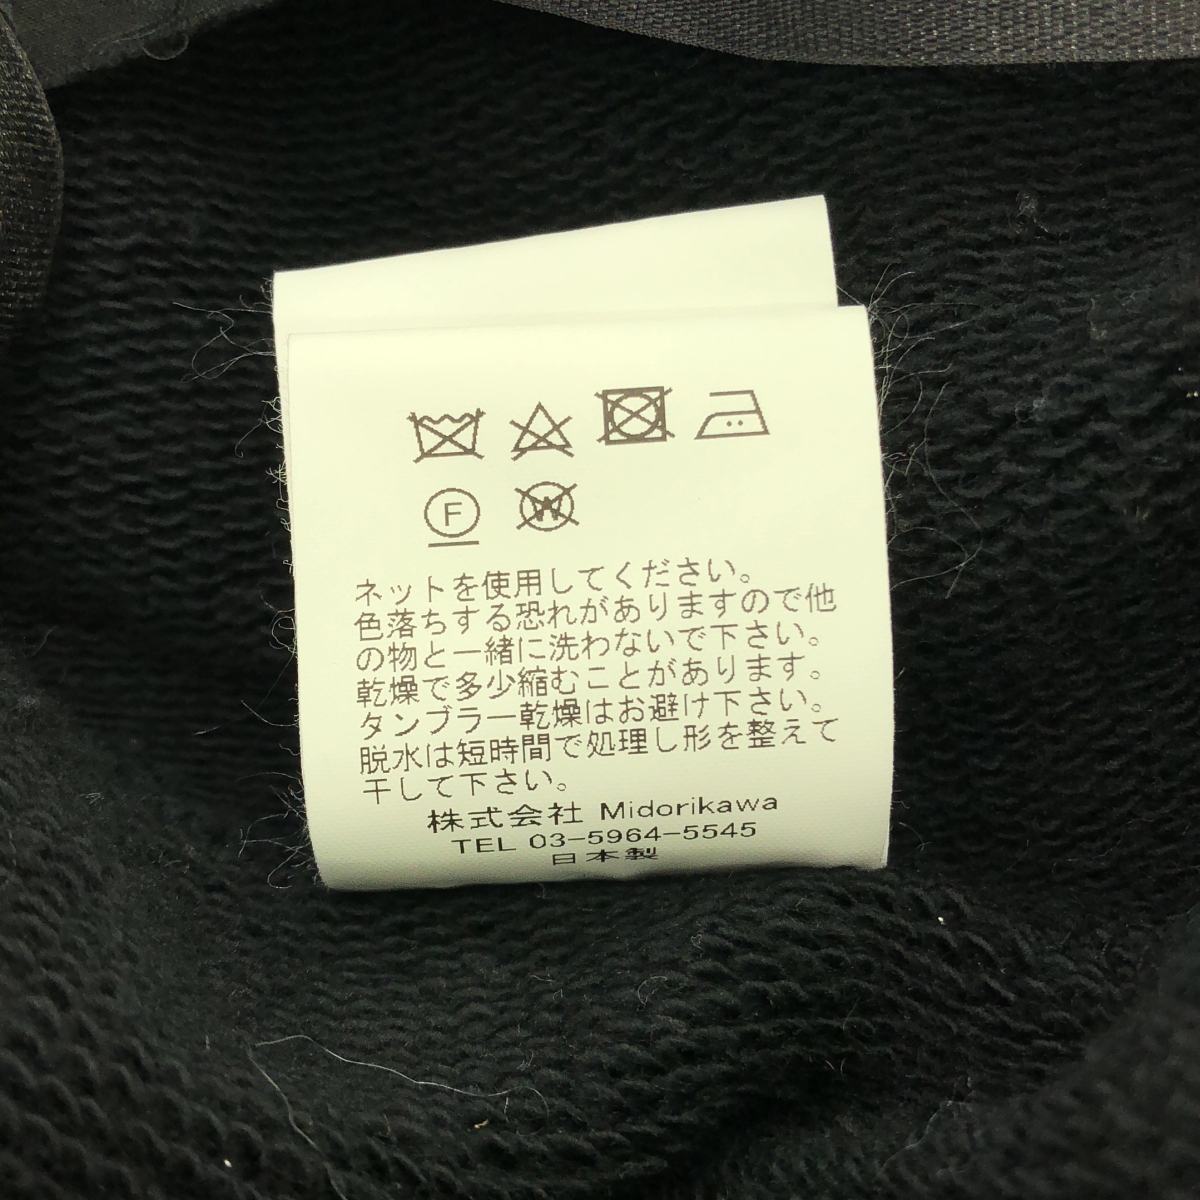 F W
ネットを使用してください。
色落ちする恐れがありますので他
の物と一緒に洗わないで下さい。
乾燥で多少縮むことがあります。
タンブラー乾燥はお避け下さい。
脱水は短時間で処理し形を整えて
干して下さい。
株式会社 Midorikawa
TEL 03-5964-5545
日本製